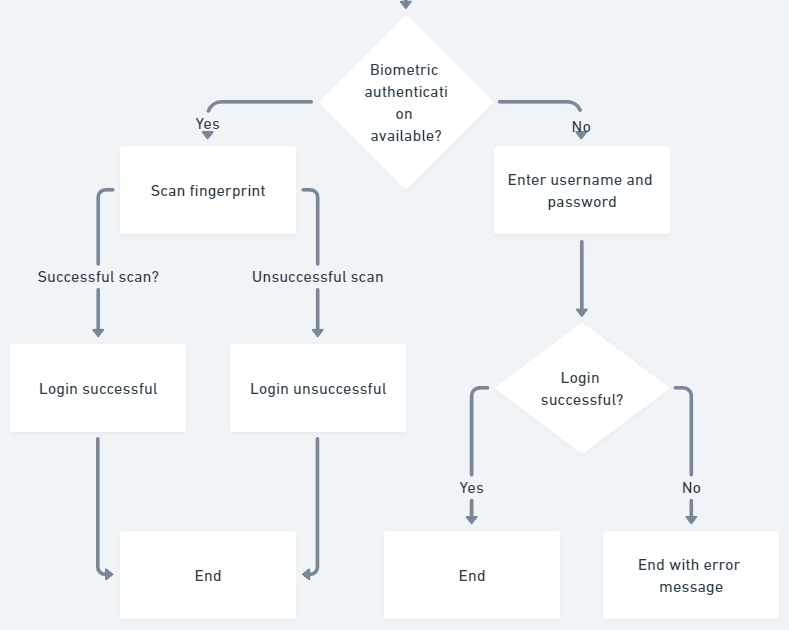 Biometric
authenticati
on
available?
Yes
No
Scan fingerprint
Enter username and
password
Successful scan?
Unsuccessful scan
Login successful
Login unsuccessful
Login
successful?
Yes
No
End
End
End with error
message